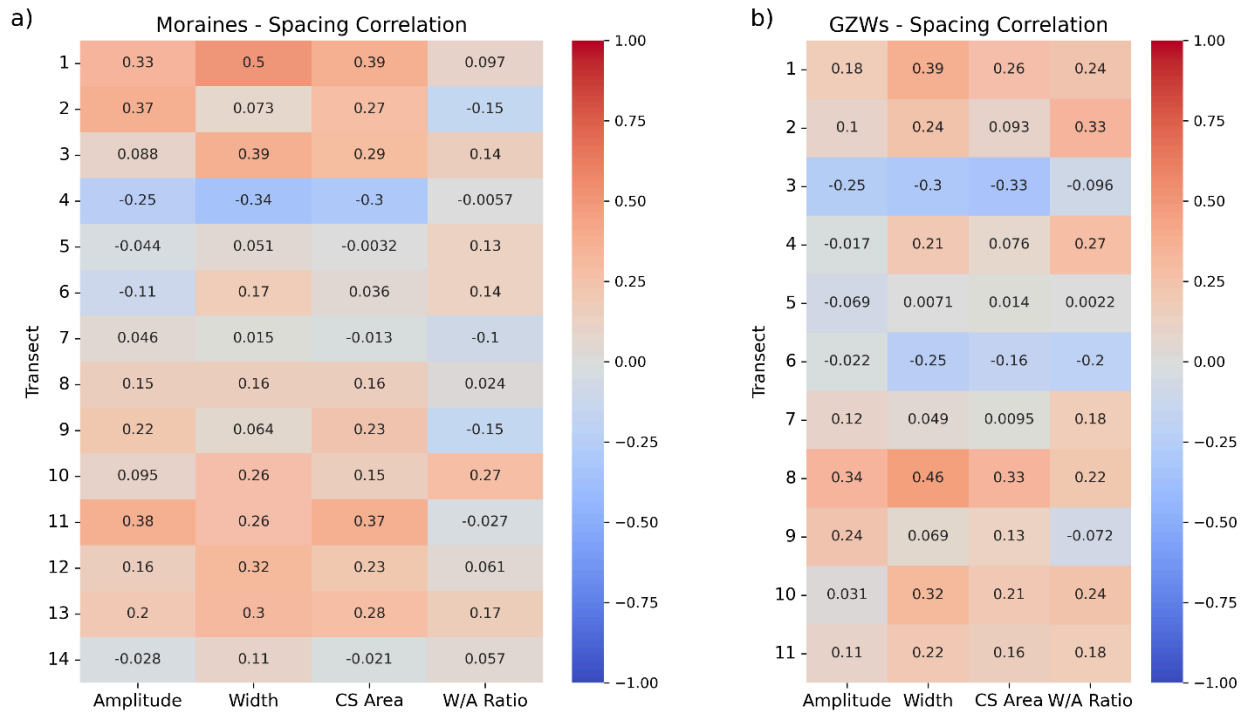 a)
Moraines - Spacing Correlation
Transect
1 0.33 0.5 0.39 0.097
2 0.37 0.073 0.27 -0.15
3 0.088 0.39 0.29 0.14
4 -0.25 -0.34 -0.3 -0.0057
5 -0.044 0.051 -0.0032 0.13
6 -0.11 0.17 0.036 0.14
7 0.046 0.015 -0.013 -0.1
8 0.15 0.16 0.16 0.024
9 0.22 0.064 0.23 -0.15
10 0.095 0.26 0.15 0.27
11 0.38 0.26 0.37 -0.027
12 0.16 0.32 0.23 0.061
13 0.2 0.3 0.28 0.17
14 -0.028 0.11 -0.021 0.057
Amplitude Width CS Area W/A Ratio
1.00
0.75
0.50
0.25
0.00
−0.25
−0.50
−0.75
−1.00
b)
GZWs - Spacing Correlation
Transect
1 0.18 0.39 0.26 0.24
2 0.1 0.24 0.093 0.33
3 -0.25 -0.3 -0.33 -0.096
4 -0.017 0.21 0.076 0.27
5 -0.069 0.0071 0.014 0.0022
6 -0.022 -0.25 -0.16 -0.2
7 0.12 0.049 0.0095 0.18
8 0.34 0.46 0.33 0.22
9 0.24 0.069 0.13 -0.072
10 0.031 0.32 0.21 0.24
11 0.11 0.22 0.16 0.18
Amplitude Width CS Area W/A Ratio
1.00
0.75
0.50
0.25
0.00
−0.25
−0.50
−0.75
−1.00